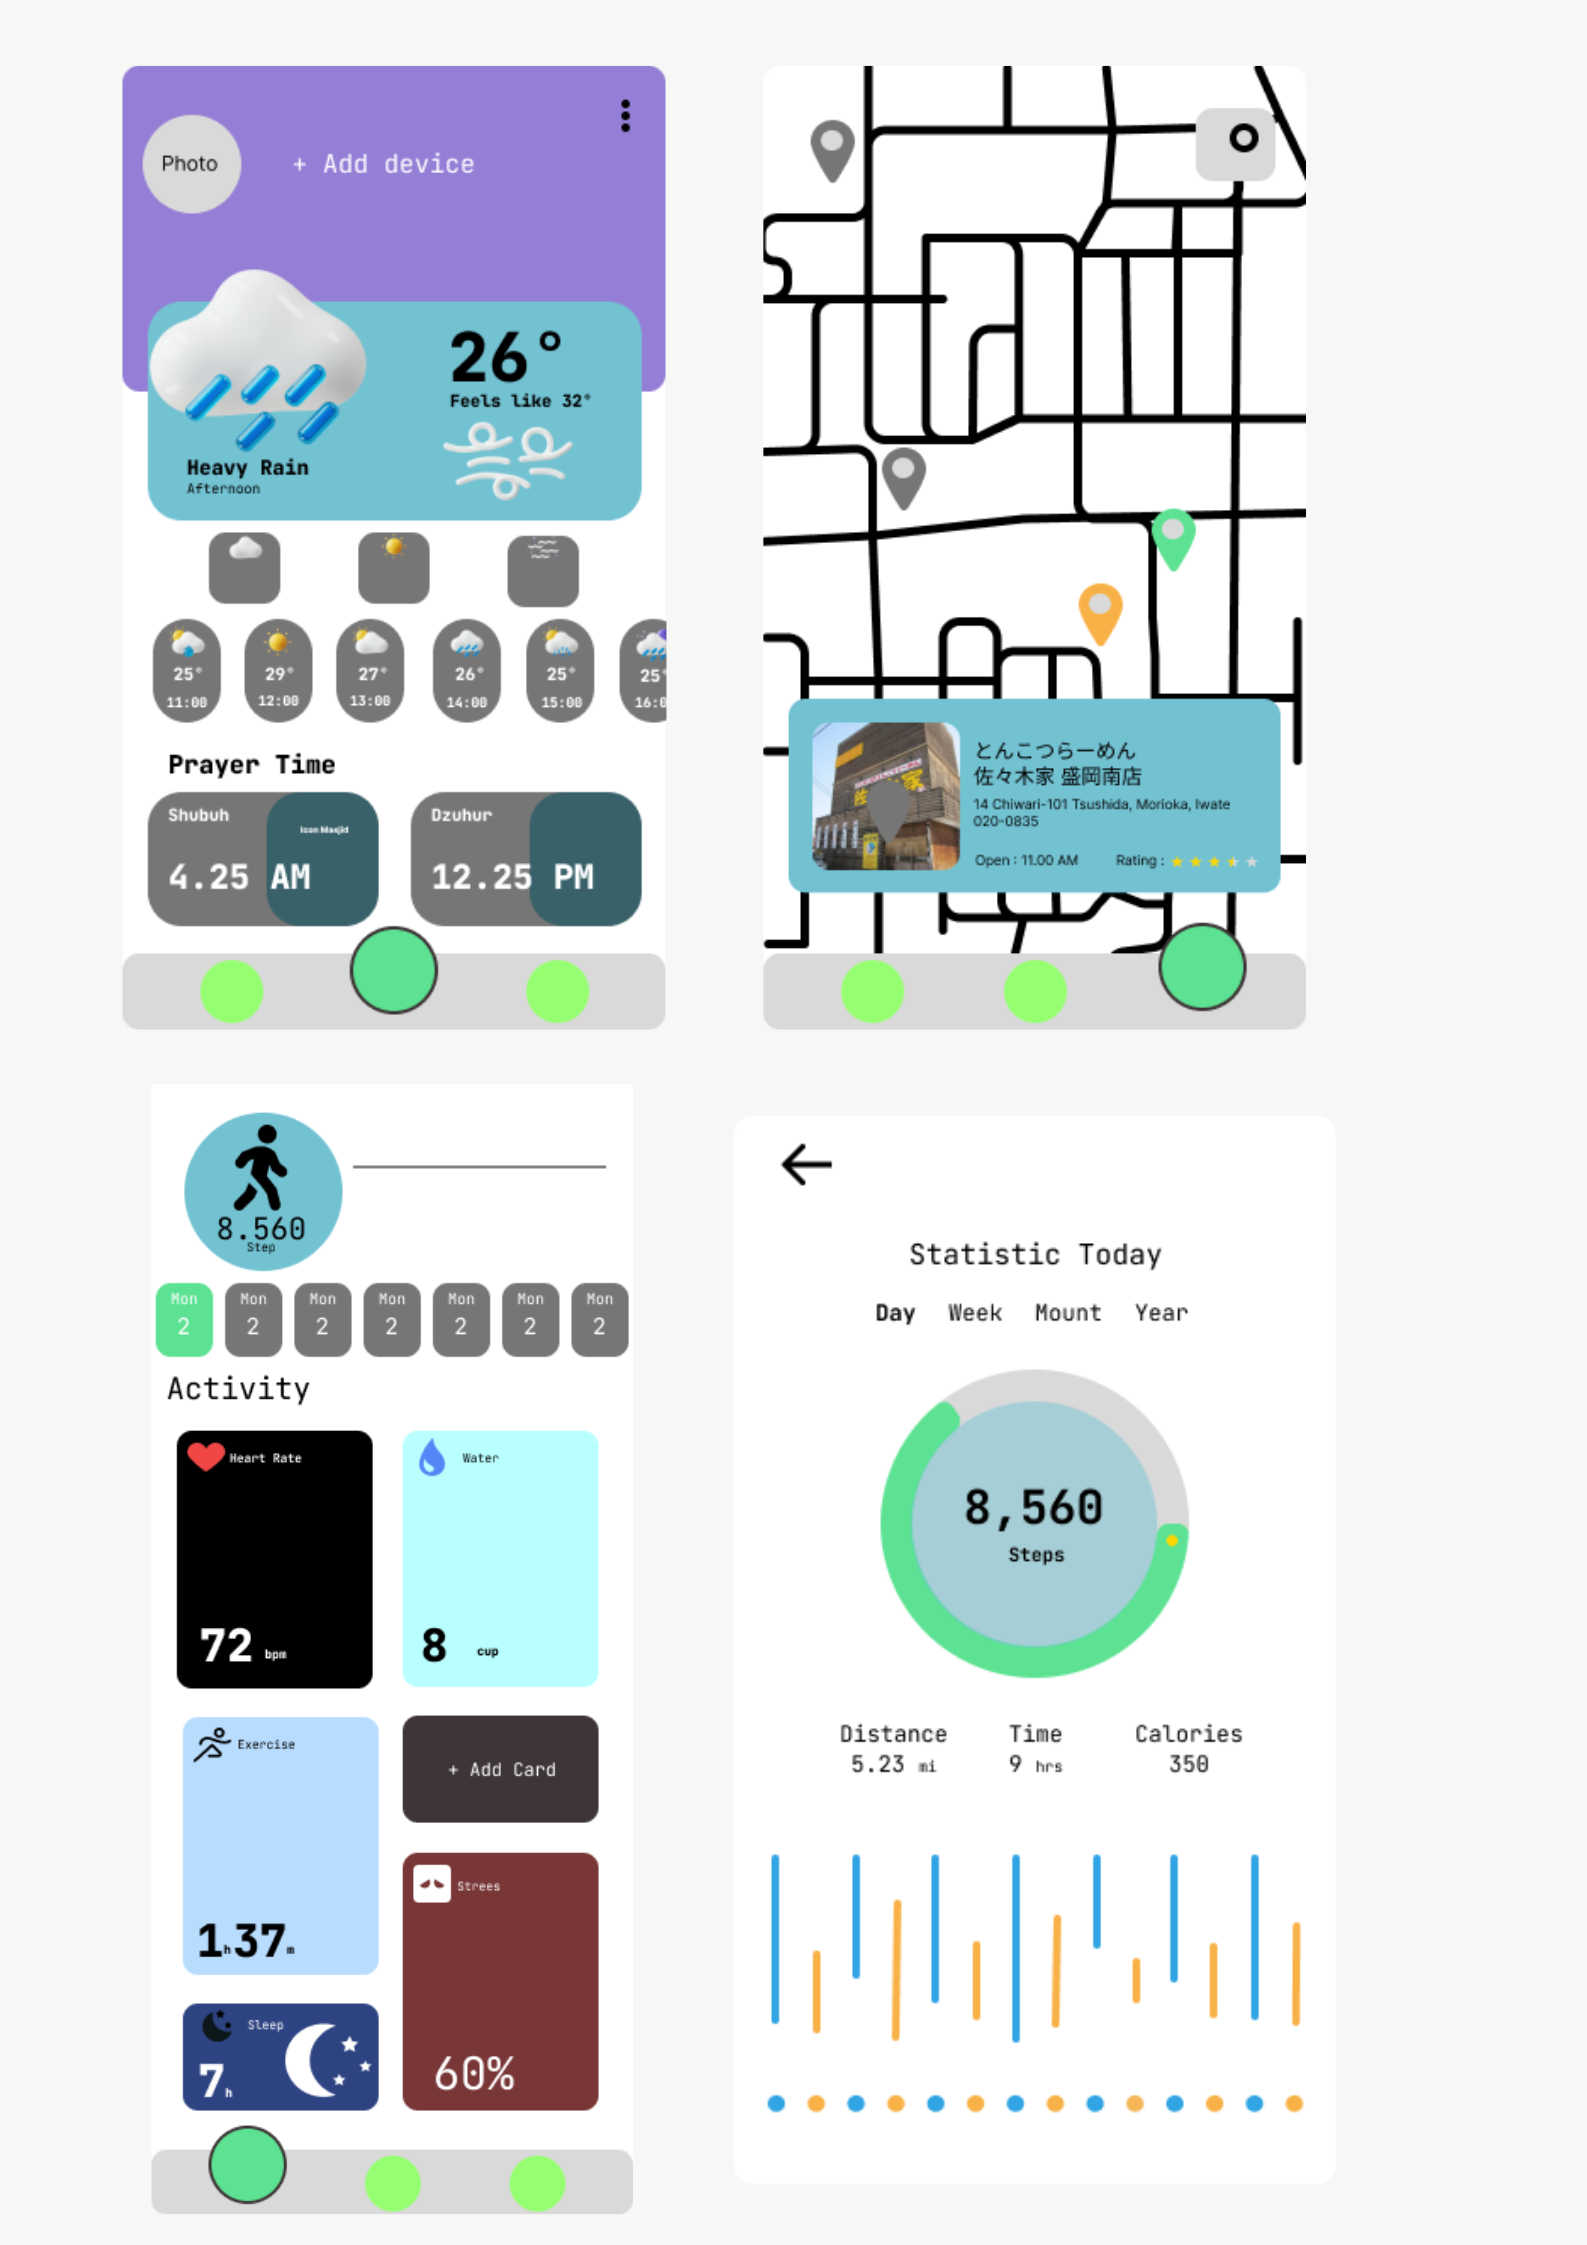 Photo
+ Add device
26°
Feels like 32°
Heavy Rain
Afternoon
25°
29°
27°
26°
25°
25°
11:00
12:00
13:00
14:00
15:00
16:0
Prayer Time
Shubuh
Icon Masjid
4.25 AM
Dzuhur
12.25 PM
とんこつらーめん
佐々木家 盛岡南店
14 Chiwari-101 Tsushida, Morioka, Iwate
020-0835
Open : 11.00 AM
Rating :
8.560
Step
Mon
2
Mon
2
Mon
2
Mon
2
Mon
2
Mon
2
Mon
2
Activity
Heart Rate
72 bpm
Water
8 cup
Exercise
1h37m
+ Add Card
Strees
60%
Sleep
7h
Statistic Today
Day Week Mount Year
8,560
Steps
Distance
5.23 mi
Time
9 hrs
Calories
350